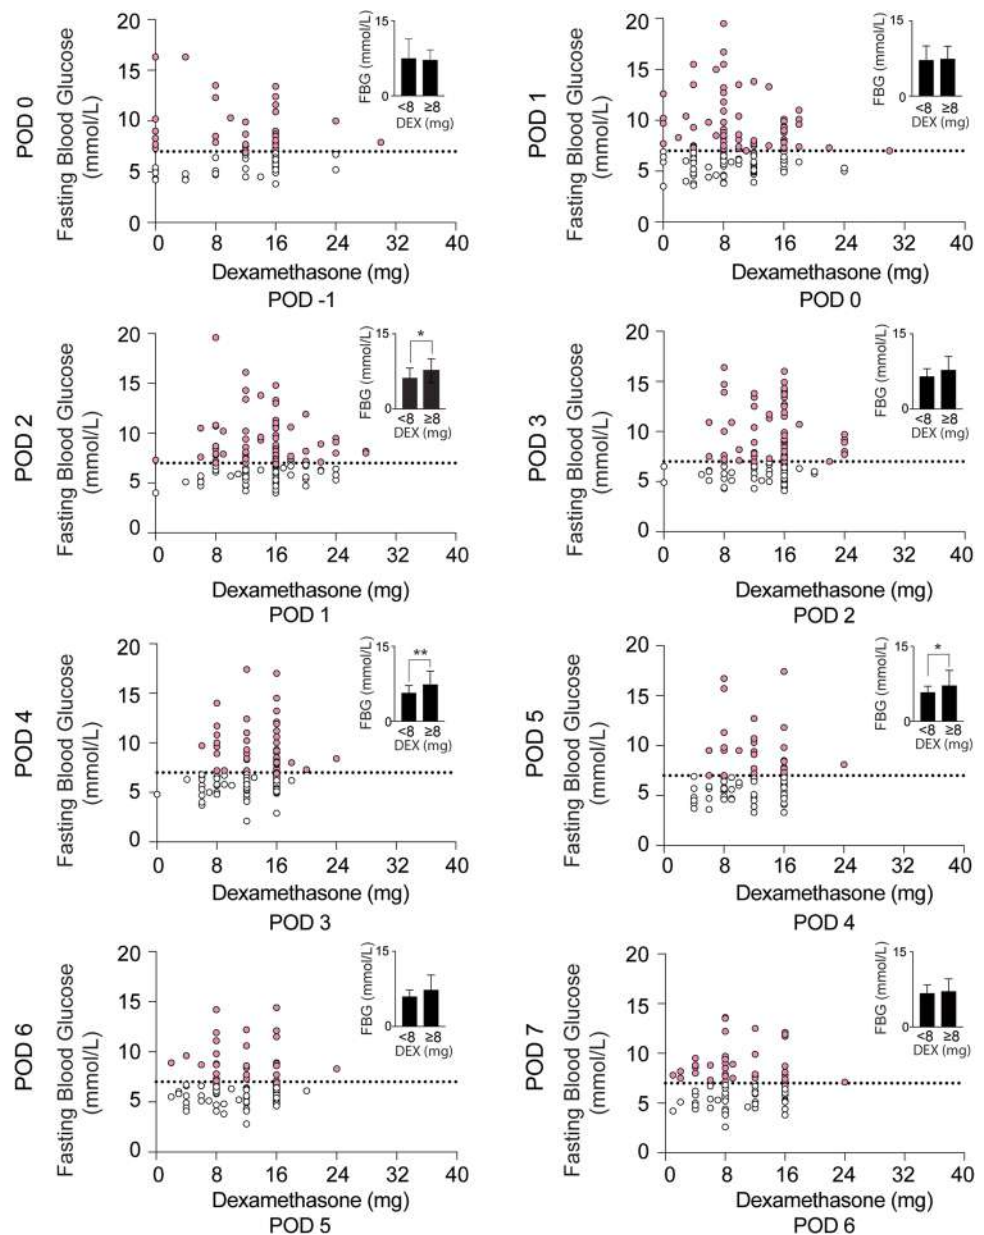 POD 0
Fasting Blood Glucose
(mmol/L)
20
15
10
5
0
0 8 16 24 32 40
Dexamethasone (mg)
POD -1
FBG (mmol/L)
15
0
<8 ≥8
DEX (mg)
POD 1
Fasting Blood Glucose
(mmol/L)
20
15
10
5
0
0 8 16 24 32 40
Dexamethasone (mg)
POD 0
FBG (mmol/L)
15
0
<8 ≥8
DEX (mg)
POD 2
Fasting Blood Glucose
(mmol/L)
20
15
10
5
0
0 8 16 24 32 40
Dexamethasone (mg)
POD 1
FBG (mmol/L)
15
0
*
<8 ≥8
DEX (mg)
POD 3
Fasting Blood Glucose
(mmol/L)
20
15
10
5
0
0 8 16 24 32 40
Dexamethasone (mg)
POD 2
FBG (mmol/L)
15
0
<8 ≥8
DEX (mg)
POD 4
Fasting Blood Glucose
(mmol/L)
20
15
10
5
0
0 8 16 24 32 40
Dexamethasone (mg)
POD 3
FBG (mmol/L)
15
0
**
<8 ≥8
DEX (mg)
POD 5
Fasting Blood Glucose
(mmol/L)
20
15
10
5
0
0 8 16 24 32 40
Dexamethasone (mg)
POD 4
FBG (mmol/L)
15
0
*
<8 ≥8
DEX (mg)
POD 6
Fasting Blood Glucose
(mmol/L)
20
15
10
5
0
0 8 16 24 32 40
Dexamethasone (mg)
POD 5
FBG (mmol/L)
15
0
<8 ≥8
DEX (mg)
POD 7
Fasting Blood Glucose
(mmol/L)
20
15
10
5
0
0 8 16 24 32 40
Dexamethasone (mg)
POD 6
FBG (mmol/L)
15
0
<8 ≥8
DEX (mg)